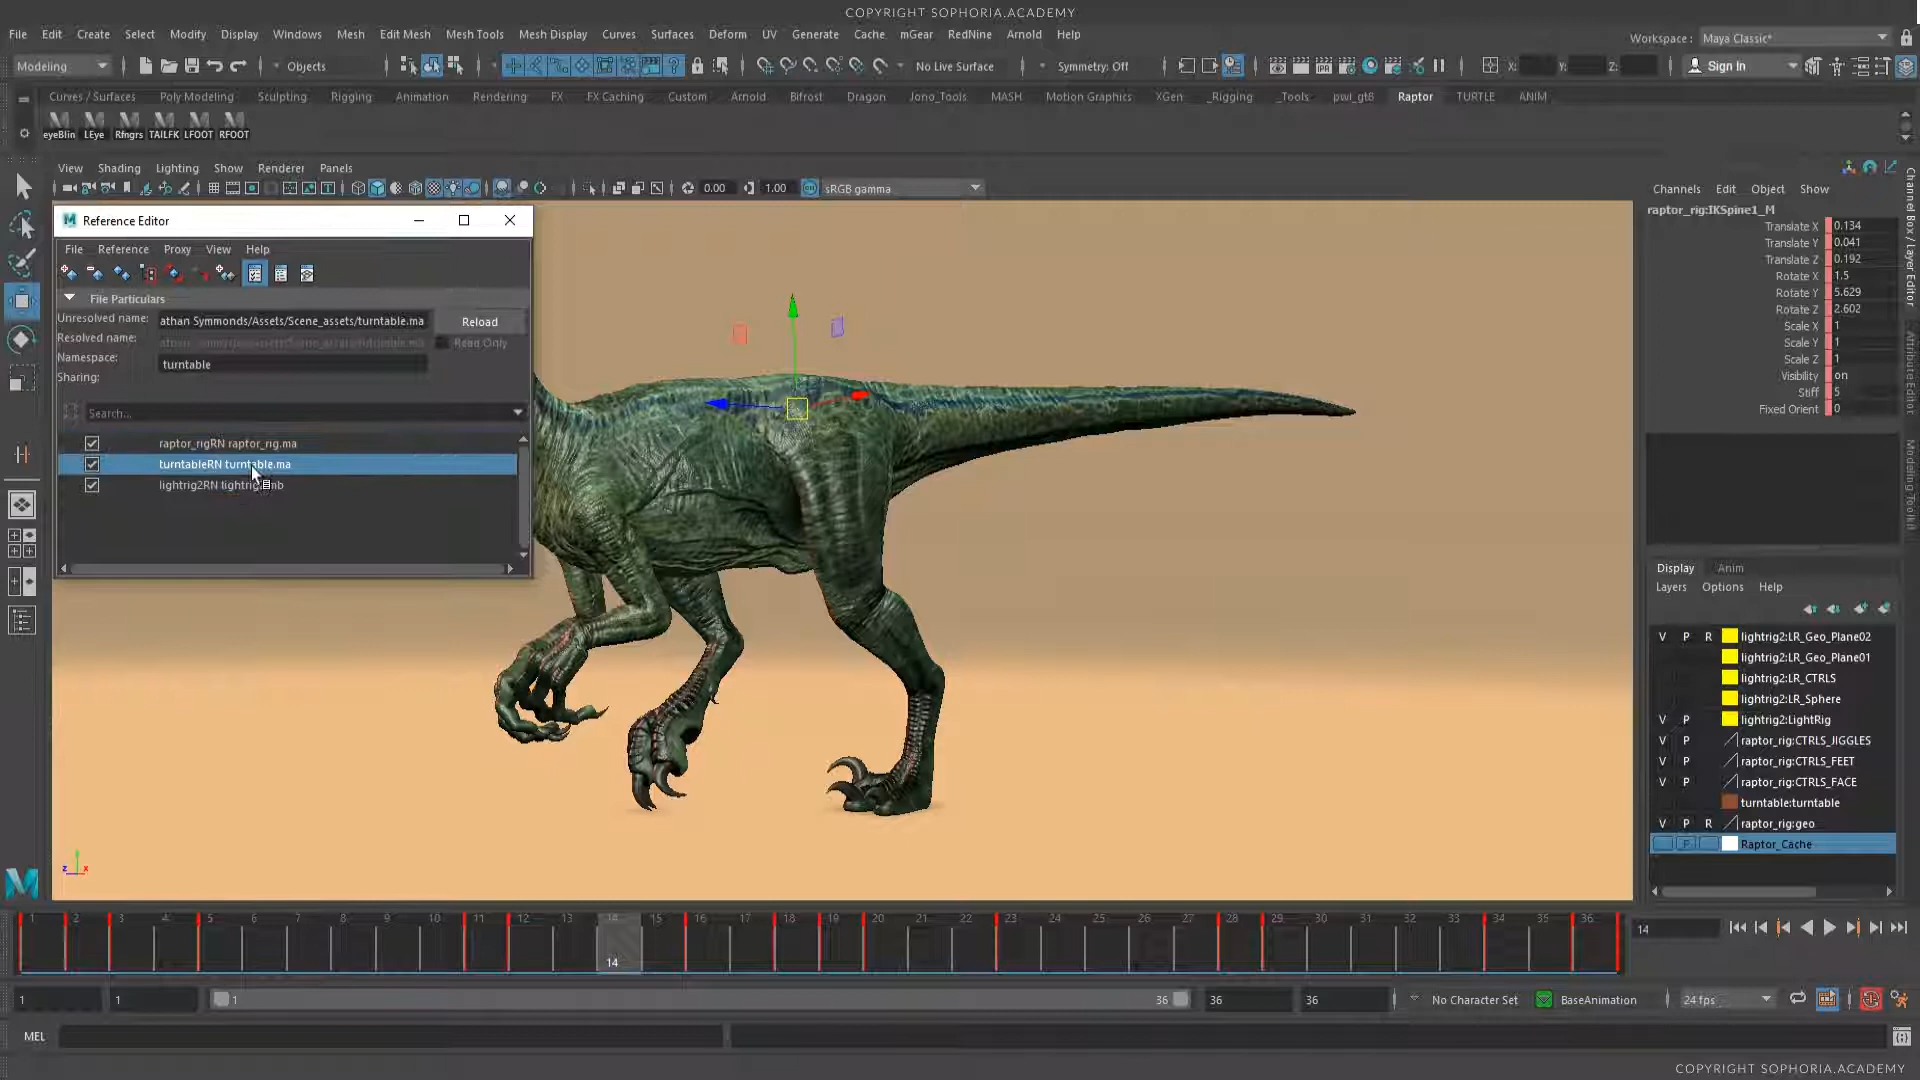 COPYRIGHT SOPHORIA.ACADEMY
File Edit Create Select Modify Display Windows Mesh Edit Mesh Mesh Tools Mesh Display Curves Surfaces Deform UV Generate Cache mGear RedNine Arnold Help
Workspace : Maya Classic*
Modeling Objects No Live Surface Symmetry: Off X: Y: Z: Sign In
Curves / Surfaces Poly Modeling Sculpting Rigging Animation Rendering FX FX Caching Custom Arnold Bifrost Dragon Jono_Tools MASH Motion Graphics XGen _Rigging _Tools pwl_gt6 Raptor TURTLE ANIM
eyeBlin LEye Rfngrs TAILFK LFOOT RFOOT
View Shading Lighting Show Renderer Panels
0.00 1.00 sRGB gamma
Reference Editor
File Reference Proxy View Help
File Particulars
Unresolved name: athan Symmonds/Assets/Scene_assets/turntable.ma Reload
Resolved name: Read Only
Namespace: turntable
Sharing:
Search...
raptor_rigRN raptor_rig.ma
turntableRN turntable.ma
lightrig2RN
Channels Edit Object Show
raptor_rig:IKSpine1_M
Translate X 0.134
Translate Y 0.041
Translate Z 0.192
Rotate X 1.5
Rotate Y 5.629
Rotate Z 2.602
Scale X 1
Scale Y 1
Scale Z 1
Visibility on
Stiff 5
Fixed Orient 0
Channel Box / Layer Editor
Attribute Editor
Modeling Toolkit
Display Anim
Layers Options Help
V P R lightrig2:LR_Geo_Plane02
lightrig2:LR_Geo_Plane01
lightrig2:LR_CTRLS
lightrig2:LR_Sphere
V P lightrig2:LightRig
V P raptor_rig:CTRLS_JIGGLES
V P raptor_rig:CTRLS_FEET
V P raptor_rig:CTRLS_FACE
turntable:turntable
V P R raptor_rig:geo
P Raptor_Cache
z x
1 2 3 4 5 6 7 8 9 10 11 12 13 14 15 16 17 18 19 20 21 22 23 24 25 26 27 28 29 30 31 32 33 34 35 36
14
14
1 1 1 36 36 36 No Character Set BaseAnimation 24 fps
MEL
COPYRIGHT SOPHORIA.ACADEMY